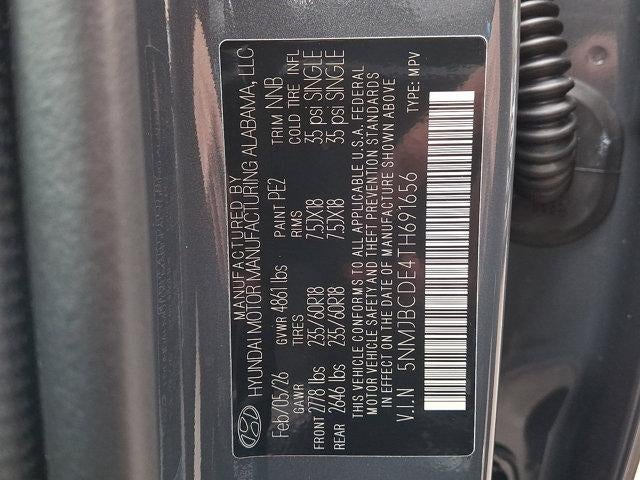 MANUFACTURED BY
HYUNDAI MOTOR MANUFACTURING ALABAMA, LLC
Feb/05/26 GVWR 4861 lbs PAINT PE2 TRIM NNB
GAWR TIRES RIMS COLD TIRE INFL
FRONT 2778 lbs 235/60R18 7.5JX18 35 psi SINGLE
REAR 2646 lbs 235/60R18 7.5JX18 35 psi SINGLE
THIS VEHICLE CONFORMS TO ALL APPLICABLE U.S.A. FEDERAL
MOTOR VEHICLE SAFETY AND THEFT PREVENTION STANDARDS
IN EFFECT ON THE DATE OF MANUFACTURE SHOWN ABOVE
V.I.N 5NMJBCDE4TH691656 TYPE: MPV